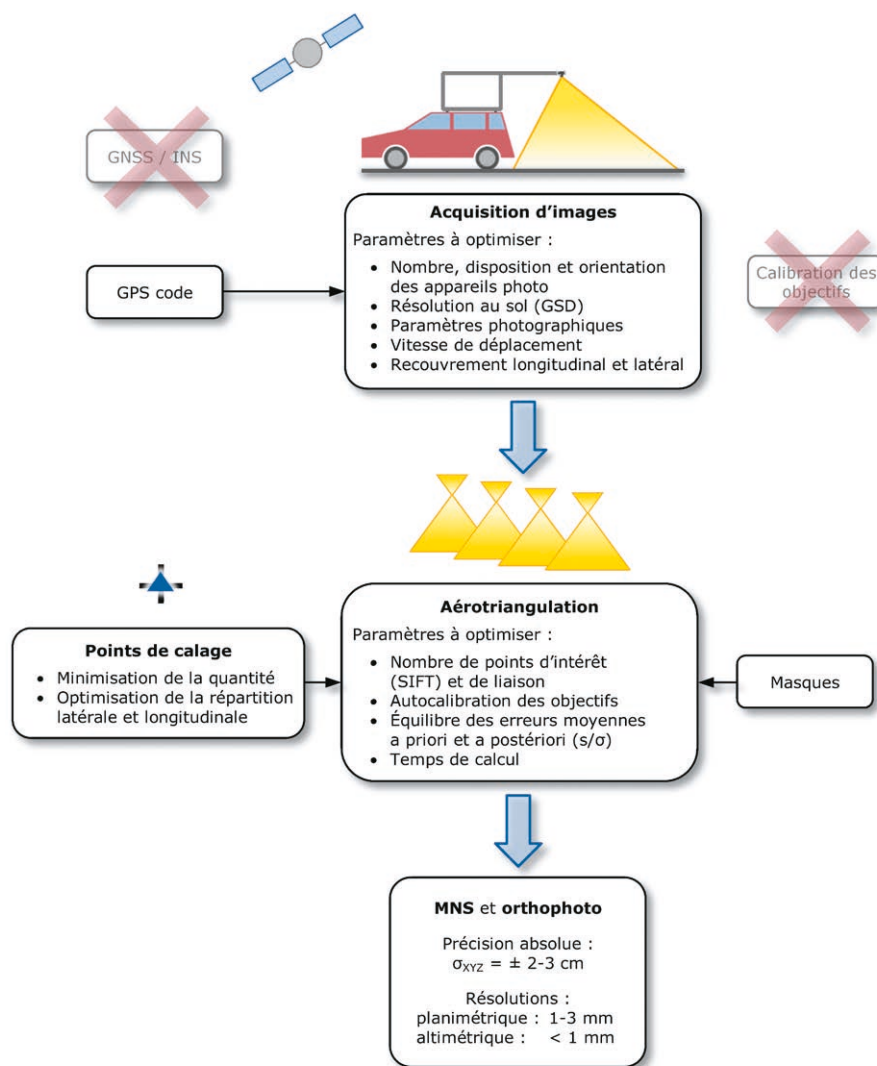 GNSS / INS
Acquisition d’images
Paramètres à optimiser :
• Nombre, disposition et orientation
des appareils photo
• Résolution au sol (GSD)
• Paramètres photographiques
• Vitesse de déplacement
• Recouvrement longitudinal et latéral
GPS code
Calibration des
objectifs
Aérotriangulation
Paramètres à optimiser :
• Nombre de points d’intérêt
(SIFT) et de liaison
• Autocalibration des objectifs
• Équilibre des erreurs moyennes
a priori et a postériori (s/σ)
• Temps de calcul
Points de calage
• Minimisation de la quantité
• Optimisation de la répartition
latérale et longitudinale
Masques
MNS et orthophoto
Précision absolue :
σXYZ = ± 2-3 cm
Résolutions :
planimétrique : 1-3 mm
altimétrique : < 1 mm